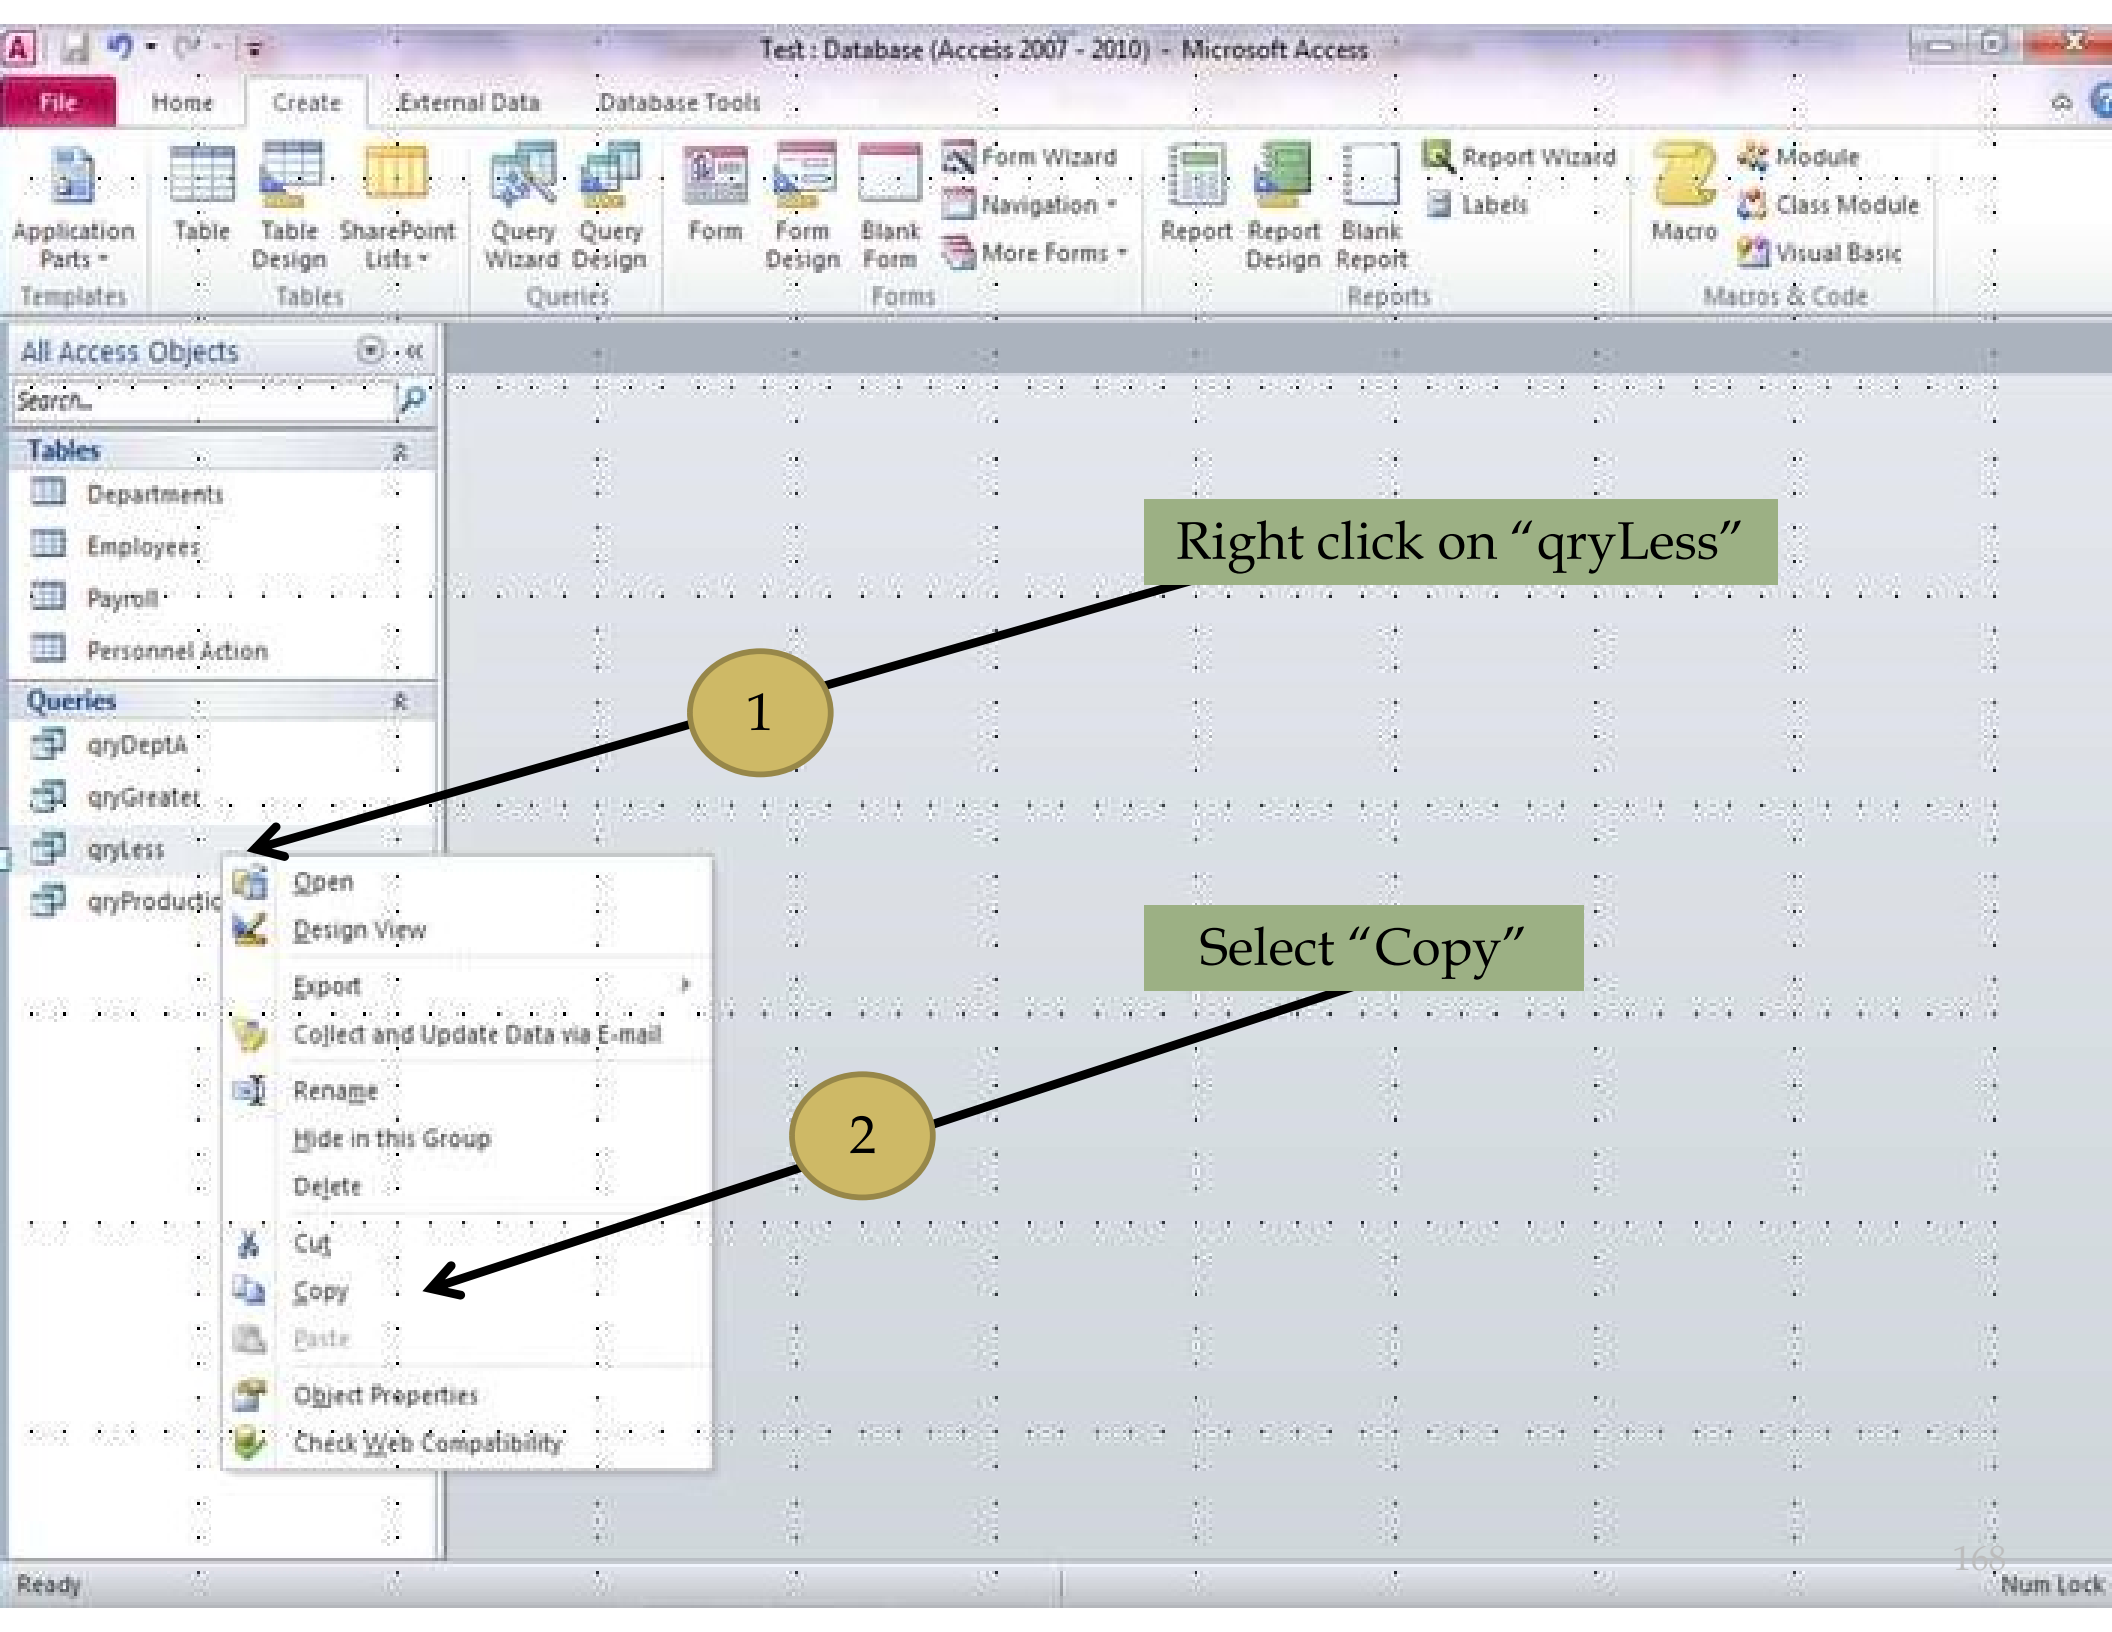 Test : Database (Access 2007 - 2010) - Microsoft Access
File Home Create External Data Database Tools
Application Parts
Table
Table Design
SharePoint Lists
Query Wizard
Query Design
Form
Form Design
Blank Form
Form Wizard
Navigation
More Forms
Report
Report Design
Blank Report
Report Wizard
Labels
Macro
Module
Class Module
Visual Basic
Templates Tables Queries Forms Reports Macros & Code
All Access Objects
Search...
Tables
Departments
Employees
Payroll
Personnel Action
Queries
qryDeptA
qryGreater
qryLess
qryProductio
Open
Design View
Export
Collect and Update Data via E-mail
Rename
Hide in this Group
Delete
Cut
Copy
Paste
Object Properties
Check Web Compatibility
Right click on “qryLess”
1
Select “Copy”
2
168
Ready
Num Lock